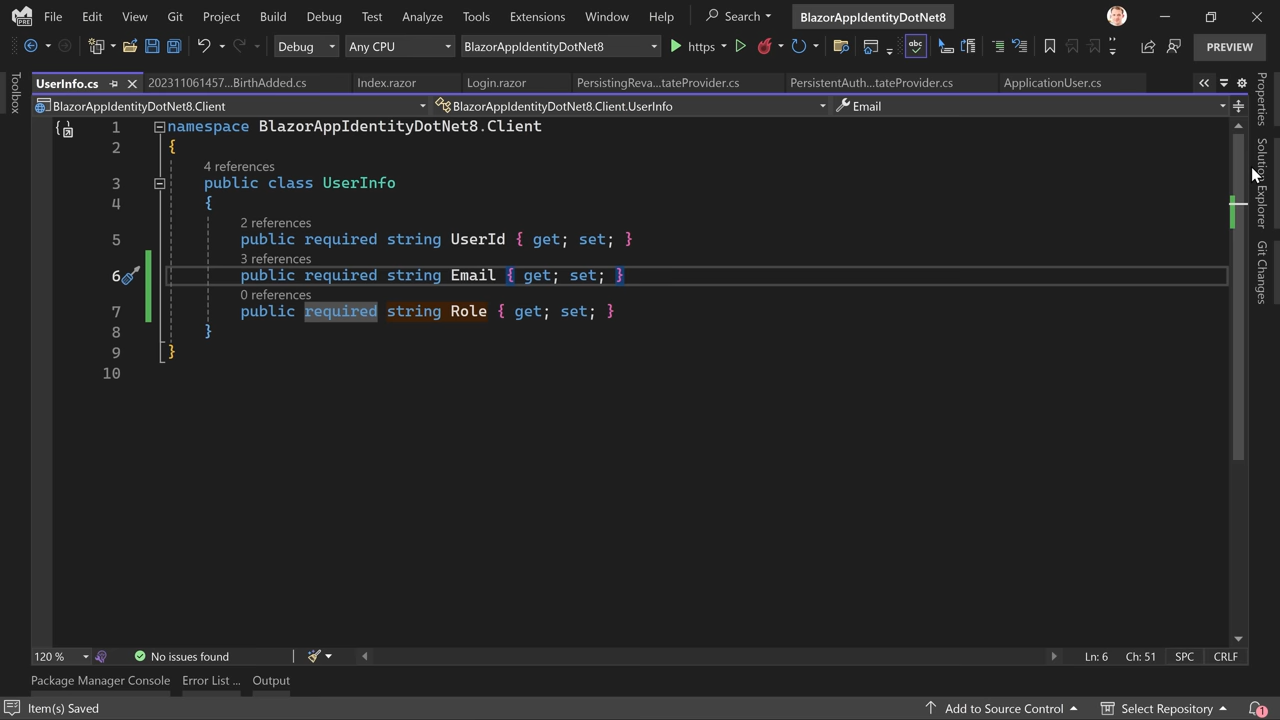 File Edit View Git Project Build Debug Test Analyze Tools Extensions Window Help Search BlazorAppIdentityDotNet8
Debug Any CPU BlazorAppIdentityDotNet8 https PREVIEW
UserInfo.cs 202311061457...BirthAdded.cs Index.razor Login.razor PersistingReva...tateProvider.cs PersistentAuth...tateProvider.cs ApplicationUser.cs
BlazorAppIdentityDotNet8.Client BlazorAppIdentityDotNet8.Client.UserInfo Email
1 namespace BlazorAppIdentityDotNet8.Client
2 {
4 references
3 public class UserInfo
4 {
2 references
5 public required string UserId { get; set; }
3 references
6 public required string Email { get; set; }
0 references
7 public required string Role { get; set; }
8 }
9 }
10
120 % No issues found Ln: 6 Ch: 51 SPC CRLF
Package Manager Console Error List ... Output
Item(s) Saved Add to Source Control Select Repository 1
Toolbox
Properties
Solution Explorer
Git Changes